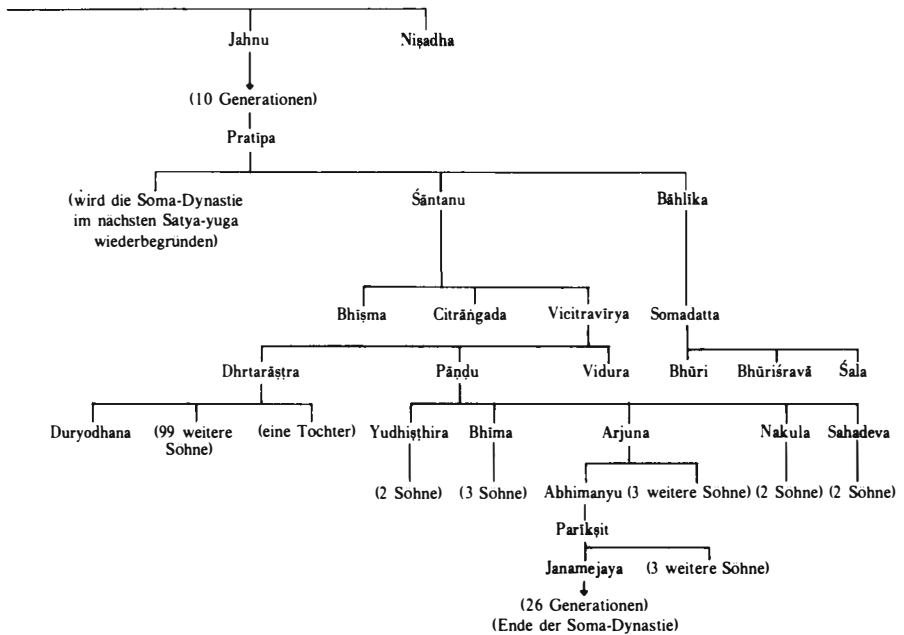 Jahnu Niṣadha
(10 Generationen)
Pratīpa
(wird die Soma-Dynastie
im nächsten Satya-yuga
wiederbegründen)
Śāntanu
Bāhlīka
Bhīṣma Citrāṅgada Vicitravīrya Somadatta
Dhṛtarāṣṭra Pāṇḍu Vidura Bhūri Bhūriśravā Śala
Duryodhana (99 weitere
Söhne)
(eine Tochter) Yudhiṣṭhira Bhīma Arjuna Nakula Sahadeva
(2 Söhne) (3 Söhne) Abhimanyu (3 weitere Söhne) (2 Söhne) (2 Söhne)
Parīkṣit
Janamejaya (3 weitere Söhne)
(26 Generationen)
(Ende der Soma-Dynastie)